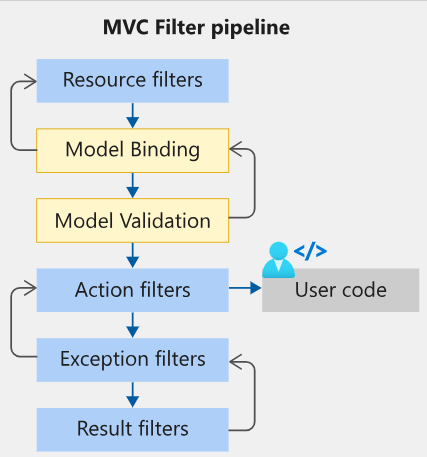 MVC Filter pipeline
Resource filters
Model Binding
Model Validation
</>
Action filters
User code
Exception filters
Result filters